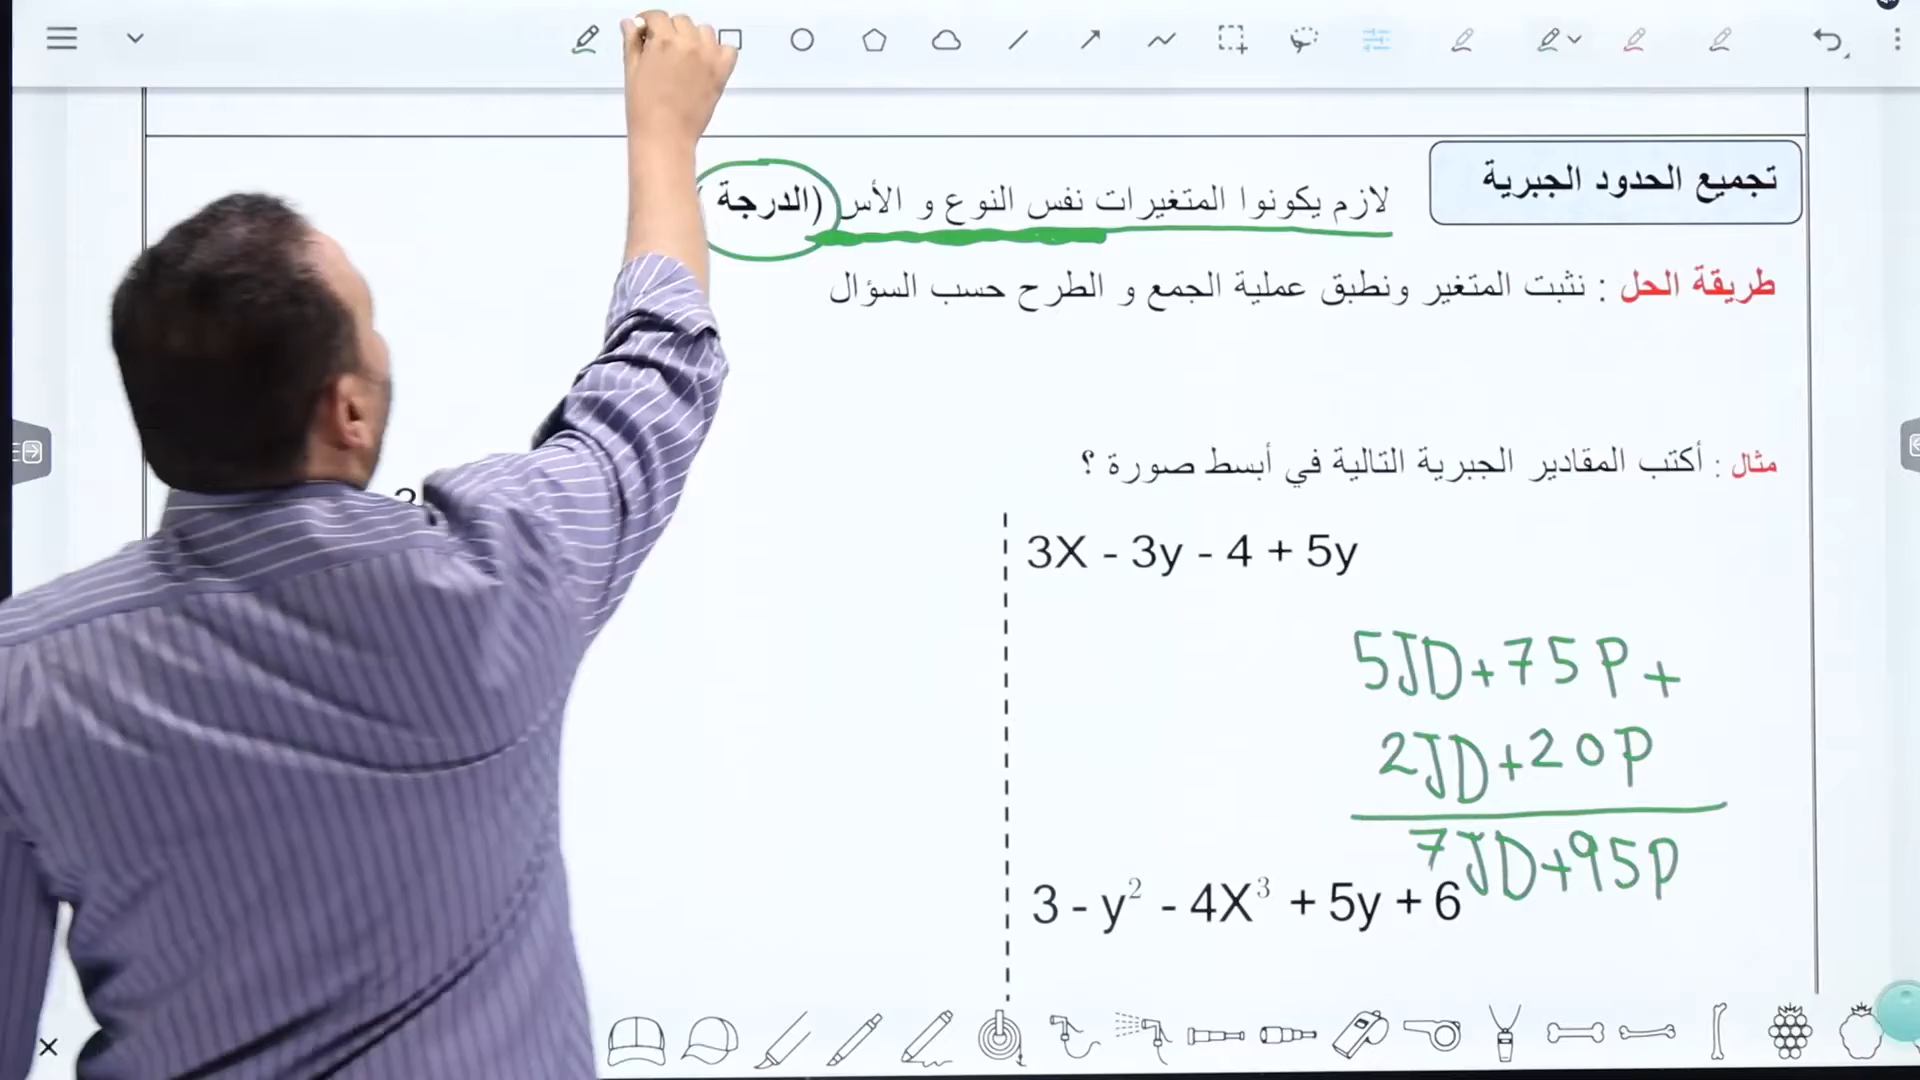 تجميع الحدود الجبرية
لازم يكونوا المتغيرات نفس النوع و الأس (الدرجة
طريقة الحل : نثبت المتغير ونطبق عملية الجمع و الطرح حسب السؤال
مثال : أكتب المقادير الجبرية التالية في أبسط صورة ؟
3X - 3y - 4 + 5y
5JD+75P+
2JD+20P
7JD+95P
3 - y² - 4X³ + 5y + 6